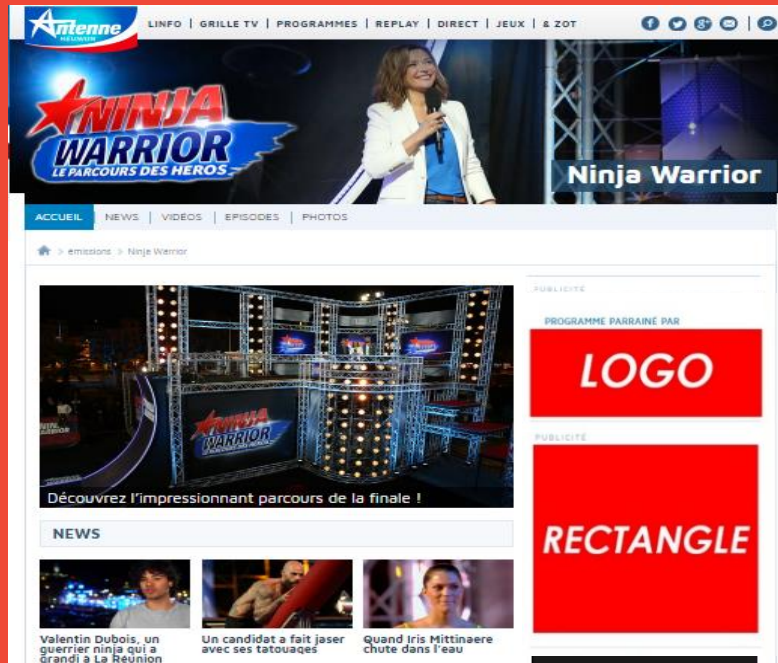 Antenne
REUNION
LINFO | GRILLE TV | PROGRAMMES | REPLAY | DIRECT | JEUX | & ZOT
NINJA
WARRIOR
LE PARCOURS DES HEROS
Ninja Warrior
ACCUEIL | NEWS | VIDÉOS | EPISODES | PHOTOS
> émissions > Ninja Warrior
PUBLICITÉ
PROGRAMME PARRAINÉ PAR
LOGO
NINJA
WARRIOR
Découvrez l'impressionnant parcours de la finale !
PUBLICITÉ
RECTANGLE
NEWS
Valentin Dubois, un
guerrier ninja qui a
grandi à La Réunion
Un candidat a fait jaser
avec ses tatouages
Quand Iris Mittinaere
chute dans l'eau